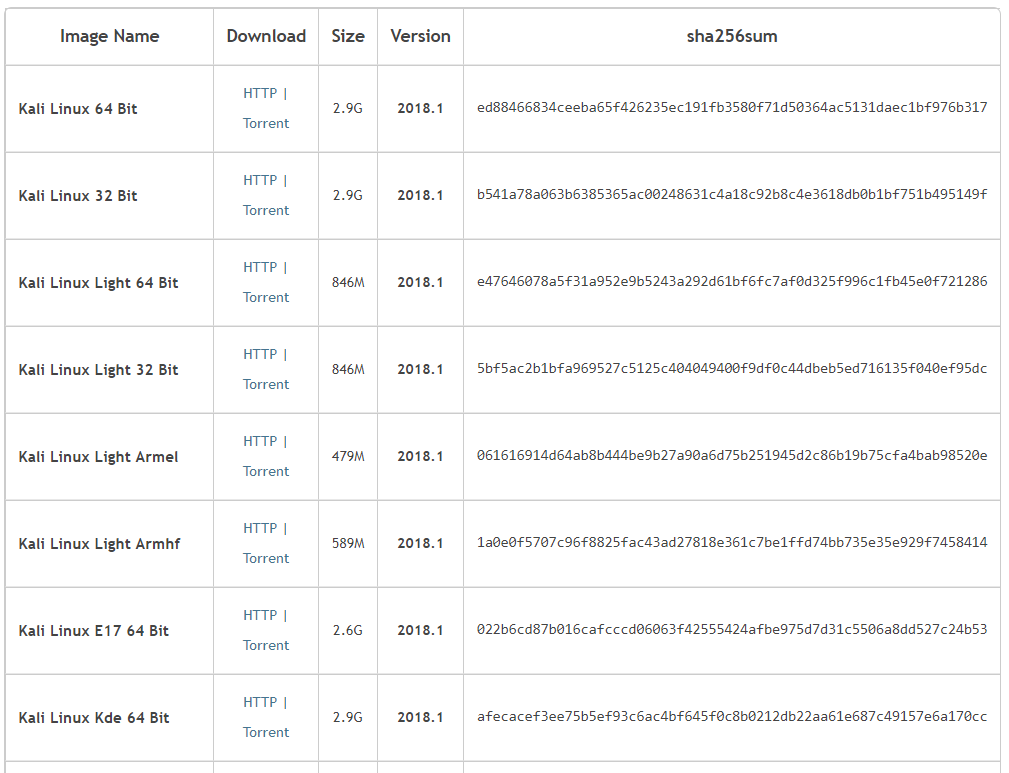 Image Name Download Size Version sha256sum
HTTP |
Kali Linux 64 Bit 2.9G 2018.1 ed88466834ceeba65f426235ec191fb3580f71d50364ac5131daec1bf976b317
Torrent
HTTP |
Kali Linux 32 Bit 2.9G 2018.1 b541a78a063b6385365ac00248631c4a18c92b8c4e3618db0b1bf751b495149f
Torrent
HTTP |
Kali Linux Light 64 Bit 846M 2018.1 e47646078a5f31a952e9b5243a292d61bf6fc7af0d325f996c1fb45e0f721286
Torrent
HTTP |
Kali Linux Light 32 Bit 846M 2018.1 5bf5ac2b1bfa969527c5125c404049400f9df0c44dbeb5ed716135f040ef95dc
Torrent
HTTP |
Kali Linux Light Armel 479M 2018.1 061616914d64ab8b444be9b27a90a6d75b251945d2c86b19b75cfa4bab98520e
Torrent
HTTP |
Kali Linux Light Armhf 589M 2018.1 1a0e0f5707c96f8825fac43ad27818e361c7be1ffd74bb735e35e929f7458414
Torrent
HTTP |
Kali Linux E17 64 Bit 2.6G 2018.1 022b6cd87b016cafcccd06063f42555424afbe975d7d31c5506a8dd527c24b53
Torrent
HTTP |
Kali Linux Kde 64 Bit 2.9G 2018.1 afecacef3ee75b5ef93c6ac4bf645f0c8b0212db22aa61e687c49157e6a170cc
Torrent